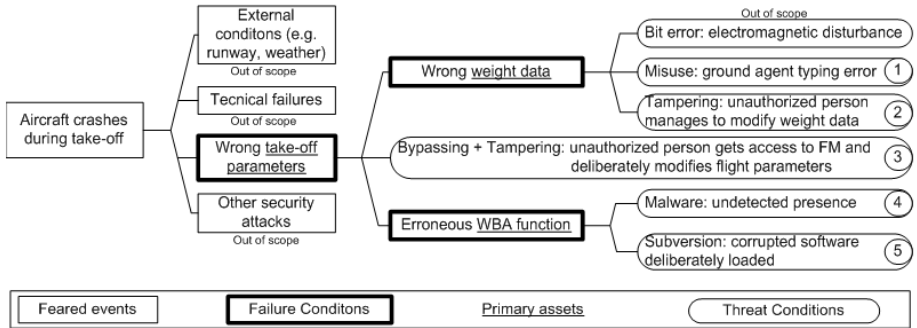 External
conditons (e.g.
runway, weather)
Out of scope
Tecnical failures
Out of scope
Aircraft crashes
during take-off
Wrong take-off
parameters
Other security
attacks
Out of scope
Wrong weight data
Out of scope
Bit error: electromagnetic disturbance
Misuse: ground agent typing error 1
Tampering: unauthorized person
manages to modify weight data 2
Bypassing + Tampering: unauthorized person gets access to FM and
deliberately modifies flight parameters 3
Erroneous WBA function
Malware: undetected presence 4
Subversion: corrupted software
deliberately loaded 5
Feared events
Failure Conditons
Primary assets
Threat Conditions